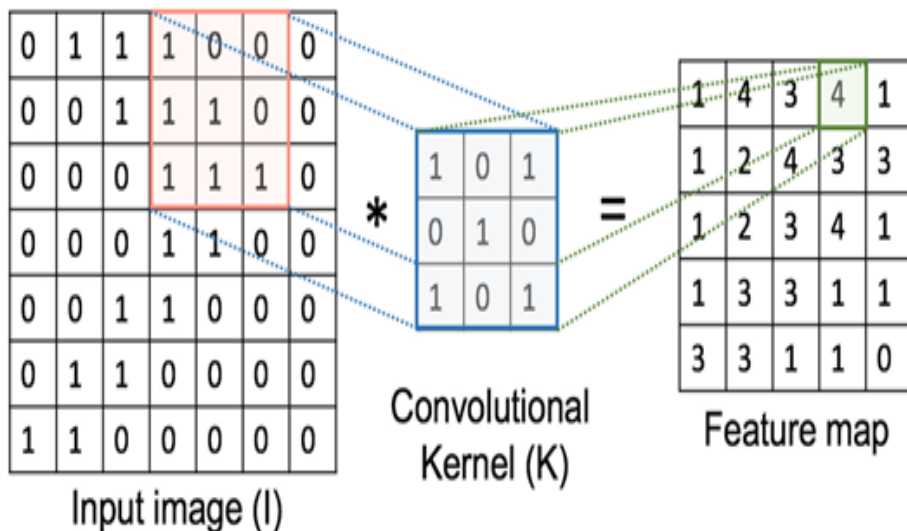 0 1 1 1 0 0 0
0 0 1 1 1 0 0
0 0 0 1 1 1 0
0 0 0 1 1 0 0
0 0 1 1 0 0 0
0 1 1 0 0 0 0
1 1 0 0 0 0 0
Input image (I)
*
1 0 1
0 1 0
1 0 1
Convolutional
Kernel (K)
=
1 4 3 4 1
1 2 4 3 3
1 2 3 4 1
1 3 3 1 1
3 3 1 1 0
Feature map